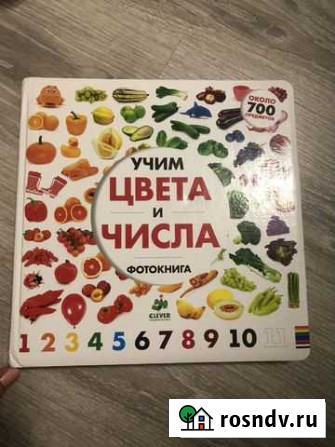 ОКОЛО
700
ПРЕДМЕТОВ
УЧИМ
ЦВЕТА
И
ЧИСЛА
ФОТОКНИГА
CLEVER
1 2 3 4 5 6 7 8 9 10 11
rosndv.ru